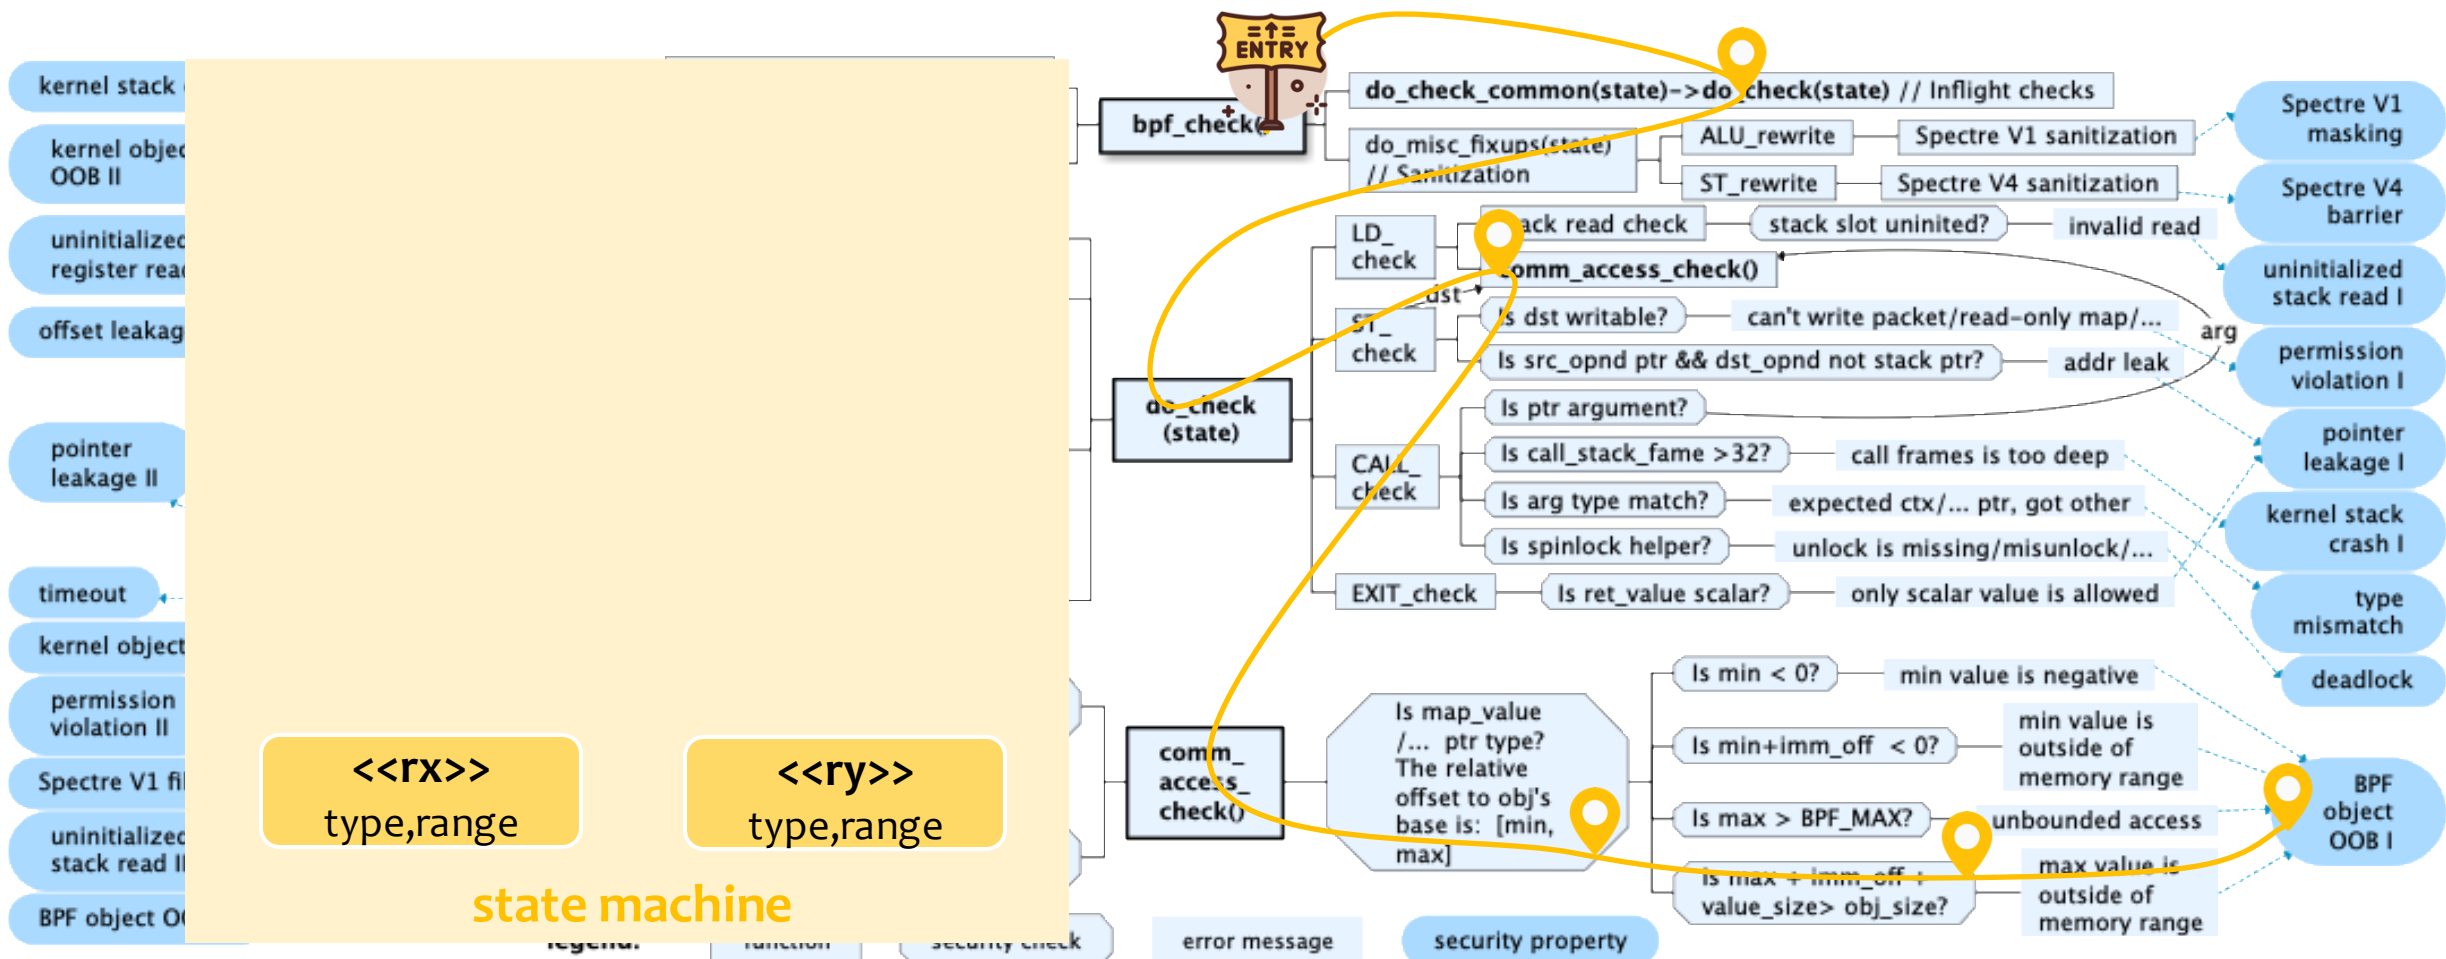 ENTRY
kernel stack
kernel objec
OOB II
uninitialized
register rea
offset leakag
pointer
leakage II
timeout
kernel object
permission
violation II
Spectre V1 fil
uninitialized
stack read II
BPF object O
<<rx>>
type,range
<<ry>>
type,range
state machine
bpf_check()
do_check_common(state)->do_check(state) // Inflight checks
do_misc_fixups(state)
// Sanitization
ALU_rewrite
Spectre V1 sanitization
ST_rewrite
Spectre V4 sanitization
do_check
(state)
LD_
check
ack read check
stack slot uninited?
invalid read
comm_access_check()
dst
ST_
check
Is dst writable?
can't write packet/read-only map/...
Is src_opnd ptr && dst_opnd not stack ptr?
addr leak
arg
CALL_
check
Is ptr argument?
Is call_stack_fame >32?
call frames is too deep
Is arg type match?
expected ctx/... ptr, got other
Is spinlock helper?
unlock is missing/misunlock/...
EXIT_check
Is ret_value scalar?
only scalar value is allowed
comm_
access_
check()
Is map_value
/... ptr type?
The relative
offset to obj's
base is: [min,
max]
Is min < 0?
min value is negative
Is min+imm_off < 0?
min value is
outside of
memory range
Is max > BPF_MAX?
unbounded access
Is max + imm_off +
value_size> obj_size?
max value is
outside of
memory range
Spectre V1
masking
Spectre V4
barrier
uninitialized
stack read I
permission
violation I
pointer
leakage I
kernel stack
crash I
type
mismatch
deadlock
BPF
object
OOB I
legend:
function
security check
error message
security property